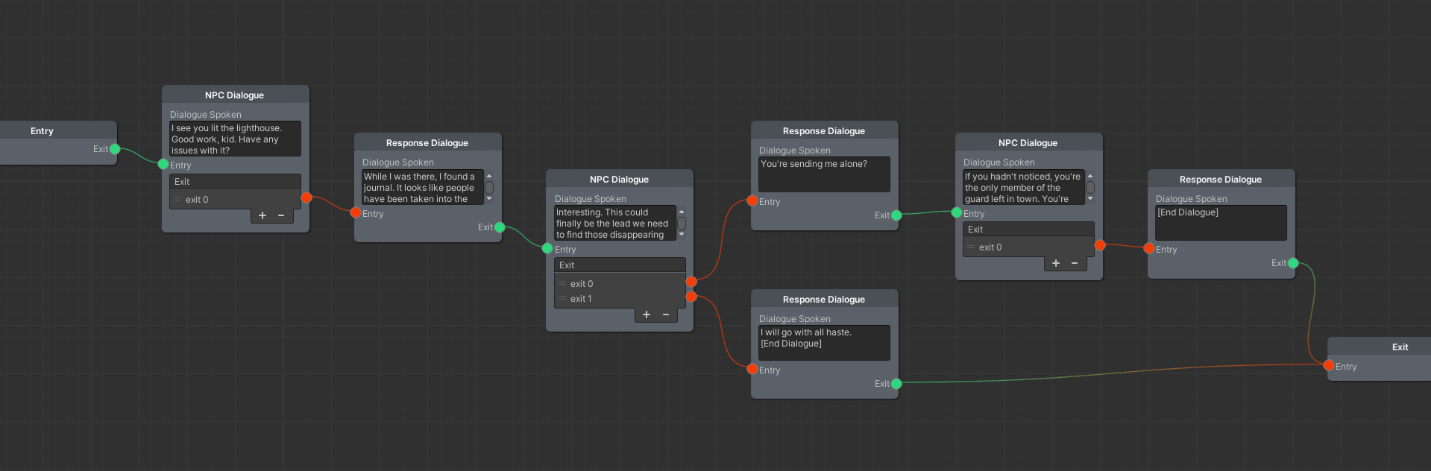 Entry
Exit
NPC Dialogue
Dialogue Spoken
I see you lit the lighthouse.
Good work, kid. Have any
issues with it?
Entry
Exit
exit 0
+ −
Response Dialogue
Dialogue Spoken
While I was there, I found a
journal. It looks like people
have been taken into the
Entry
Exit
NPC Dialogue
Dialogue Spoken
Interesting. This could
finally be the lead we need
to find those disappearing
Entry
Exit
exit 0
exit 1
+ −
Response Dialogue
Dialogue Spoken
You're sending me alone?
Entry
Exit
Response Dialogue
Dialogue Spoken
I will go with all haste.
[End Dialogue]
Entry
Exit
NPC Dialogue
Dialogue Spoken
If you hadn't noticed, you're
the only member of the
guard left in town. You're
Entry
Exit
exit 0
+ −
Response Dialogue
Dialogue Spoken
[End Dialogue]
Entry
Exit
Exit
Entry